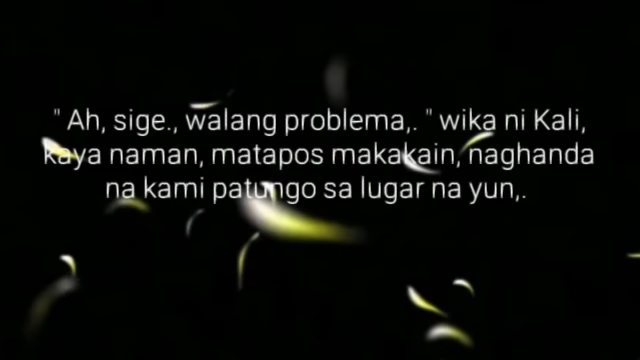 " Ah, sige., walang problema,. " wika ni Kali,
kaya naman, matapos makakain, naghanda
na kami patungo sa lugar na yun,.